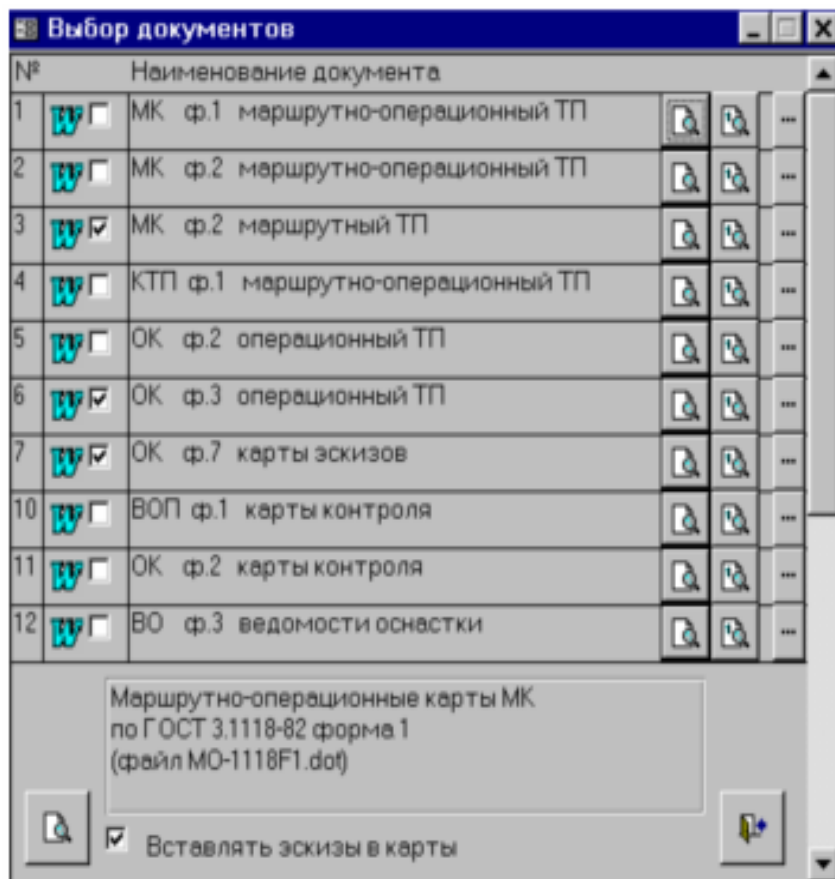 Выбор документов
№ Наименование документа
1 МК ф.1 маршрутно-операционный ТП ...
2 МК ф.2 маршрутно-операционный ТП ...
3 МК ф.2 маршрутный ТП ...
4 КТП ф.1 маршрутно-операционный ТП ...
5 ОК ф.2 операционный ТП ...
6 ОК ф.3 операционный ТП ...
7 ОК ф.7 карты эскизов ...
10 ВОП ф.1 карты контроля ...
11 ОК ф.2 карты контроля ...
12 ВО ф.3 ведомости оснастки ...
Маршрутно-операционные карты МК
по ГОСТ 3.1118-82 форма 1
(файл МО-1118F1.dot)
Вставлять эскизы в карты